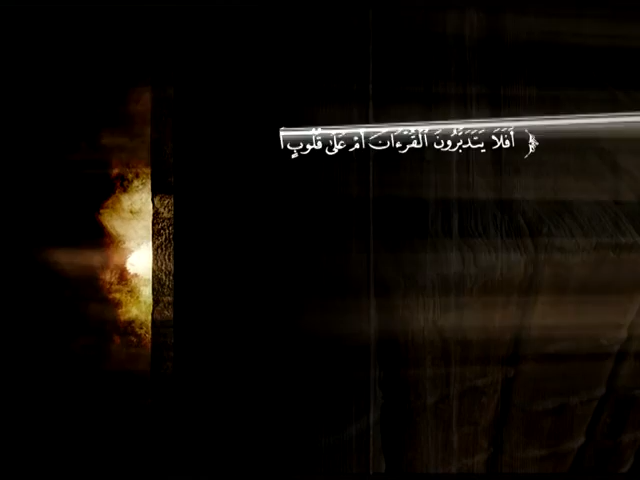 ﴿ أَفَلَا يَتَدَبَّرُونَ ٱلْقُرْءَانَ أَمْ عَلَىٰ قُلُوبٍ